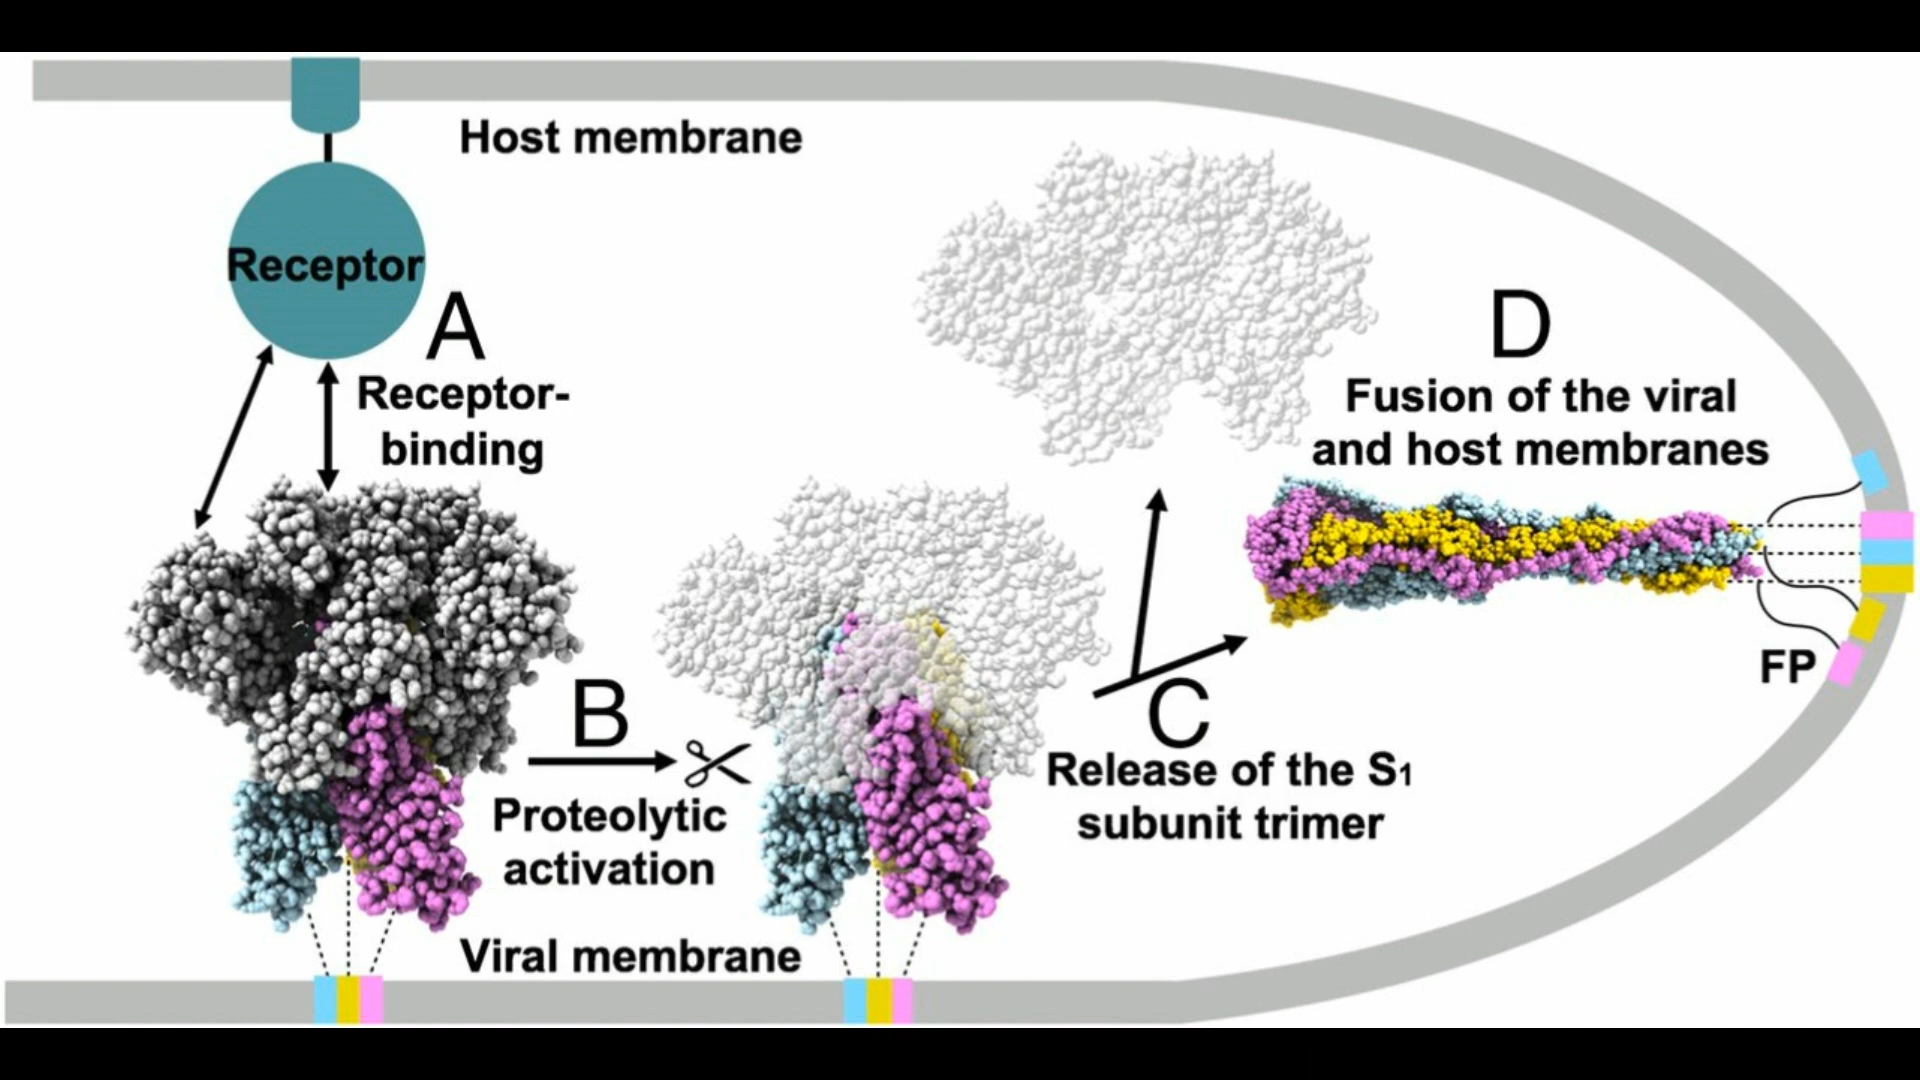 Host membrane
Receptor
A
Receptor-
binding
D
Fusion of the viral
and host membranes
FP
B
Proteolytic
activation
C
Release of the S₁
subunit trimer
Viral membrane